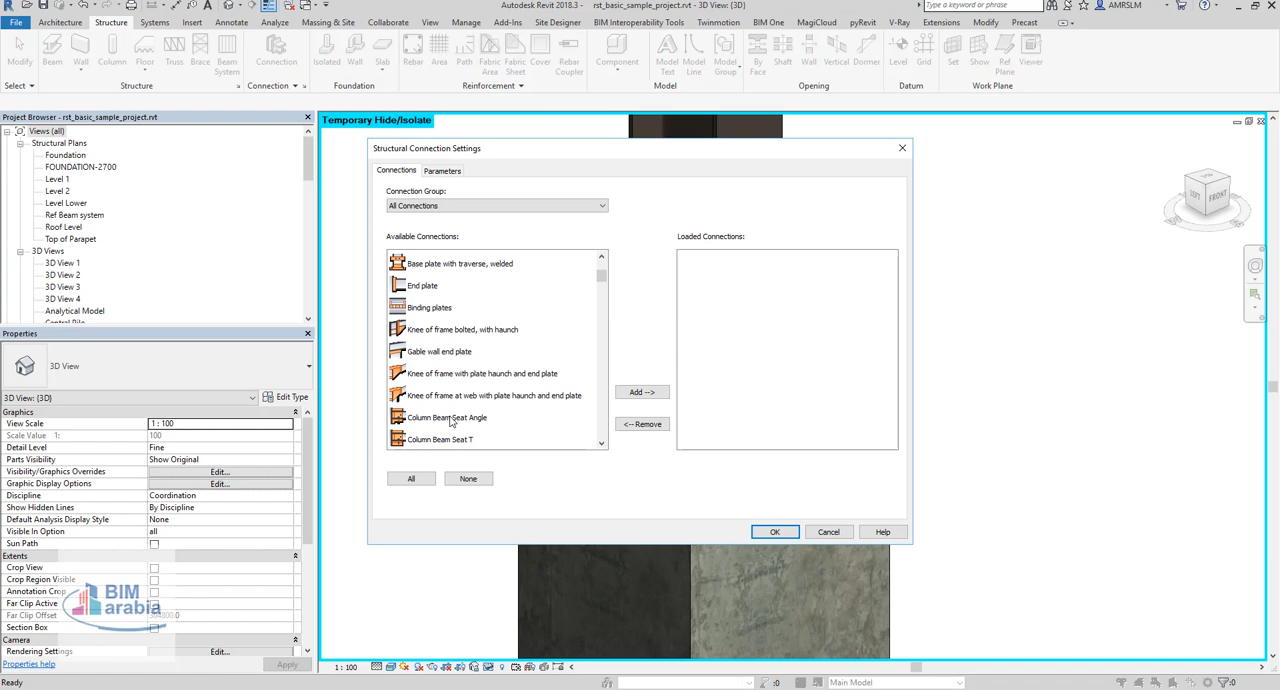 Autodesk Revit 2018.3 - rst_basic_sample_project.rvt - 3D View: {3D}
Type a keyword or phrase
AMRSLM
File Architecture Structure Systems Insert Annotate Analyze Massing & Site Collaborate View Manage Add-Ins Site Designer BIM Interoperability Tools Twinmotion BIM One MagiCloud pyRevit V-Ray Extensions Modify Precast
Modify Beam Wall Column Floor Truss Brace Beam System Connection Isolated Wall Slab Rebar Area Path Fabric Area Fabric Sheet Cover Rebar Coupler Component Model Text Model Line Model Group By Face Shaft Wall Vertical Dormer Level Grid Set Show Ref Plane Viewer
Select Structure Connection Foundation Reinforcement Model Opening Datum Work Plane
Project Browser - rst_basic_sample_project.rvt
Views (all)
Structural Plans
Foundation
FOUNDATION-2700
Level 1
Level 2
Level Lower
Ref Beam system
Roof Level
Top of Parapet
3D Views
3D View 1
3D View 2
3D View 3
3D View 4
Analytical Model
Properties
3D View
3D View: {3D}
Edit Type
Graphics
View Scale 1 : 100
Scale Value 1: 100
Detail Level Fine
Parts Visibility Show Original
Visibility/Graphics Overrides Edit...
Graphic Display Options Edit...
Discipline Coordination
Show Hidden Lines By Discipline
Default Analysis Display Style None
Visible In Option all
Sun Path
Extents
Crop View
Crop Region Visible
Annotation Crop
Far Clip Active
Far Clip Offset
Section Box
Camera
Rendering Settings Edit...
Properties help
Apply
BIM
arabia
Temporary Hide/Isolate
Structural Connection Settings
Connections Parameters
Connection Group:
All Connections
Available Connections:
Loaded Connections:
Base plate with traverse, welded
End plate
Binding plates
Knee of frame bolted, with haunch
Gable wall end plate
Knee of frame with plate haunch and end plate
Knee of frame at web with plate haunch and end plate
Column Beam Seat Angle
Column Beam Seat T
Add -->
<-- Remove
All None
OK Cancel Help
LEFT FRONT
1 : 100
Ready
:0
Main Model
:0